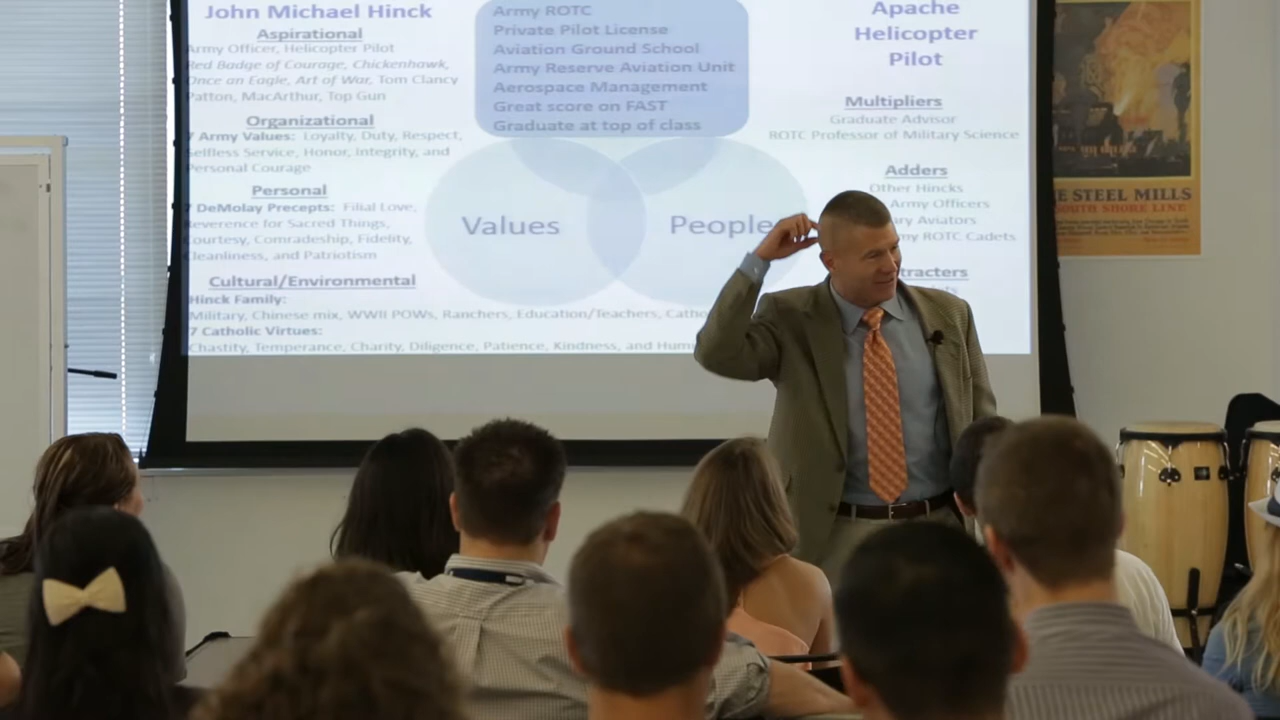 John Michael Hinck
Aspirational
Army Officer, Helicopter Pilot
Red Badge of Courage, Chickenhawk,
Once an Eagle, Art of War, Tom Clancy
Patton, MacArthur, Top Gun
Organizational
7 Army Values: Loyalty, Duty, Respect,
Selfless Service, Honor, Integrity, and
Personal Courage
Personal
7 DeMolay Precepts: Filial Love,
Reverence for Sacred Things,
Courtesy, Comradeship, Fidelity,
Cleanliness, and Patriotism
Cultural/Environmental
Hinck Family:
Military, Chinese mix, WWII POWs, Ranchers, Education/Teachers, Catho
7 Catholic Virtues:
Chastity, Temperance, Charity, Diligence, Patience, Kindness, and Hum
Army ROTC
Private Pilot License
Aviation Ground School
Army Reserve Aviation Unit
Aerospace Management
Great score on FAST
Graduate at top of class
Values
People
Apache
Helicopter
Pilot
Multipliers
Graduate Advisor
ROTC Professor of Military Science
Adders
Other Hincks
Army Officers
ry Aviators
my ROTC Cadets
tracters
E STEEL MILLS
SOUTH SHORE LINE